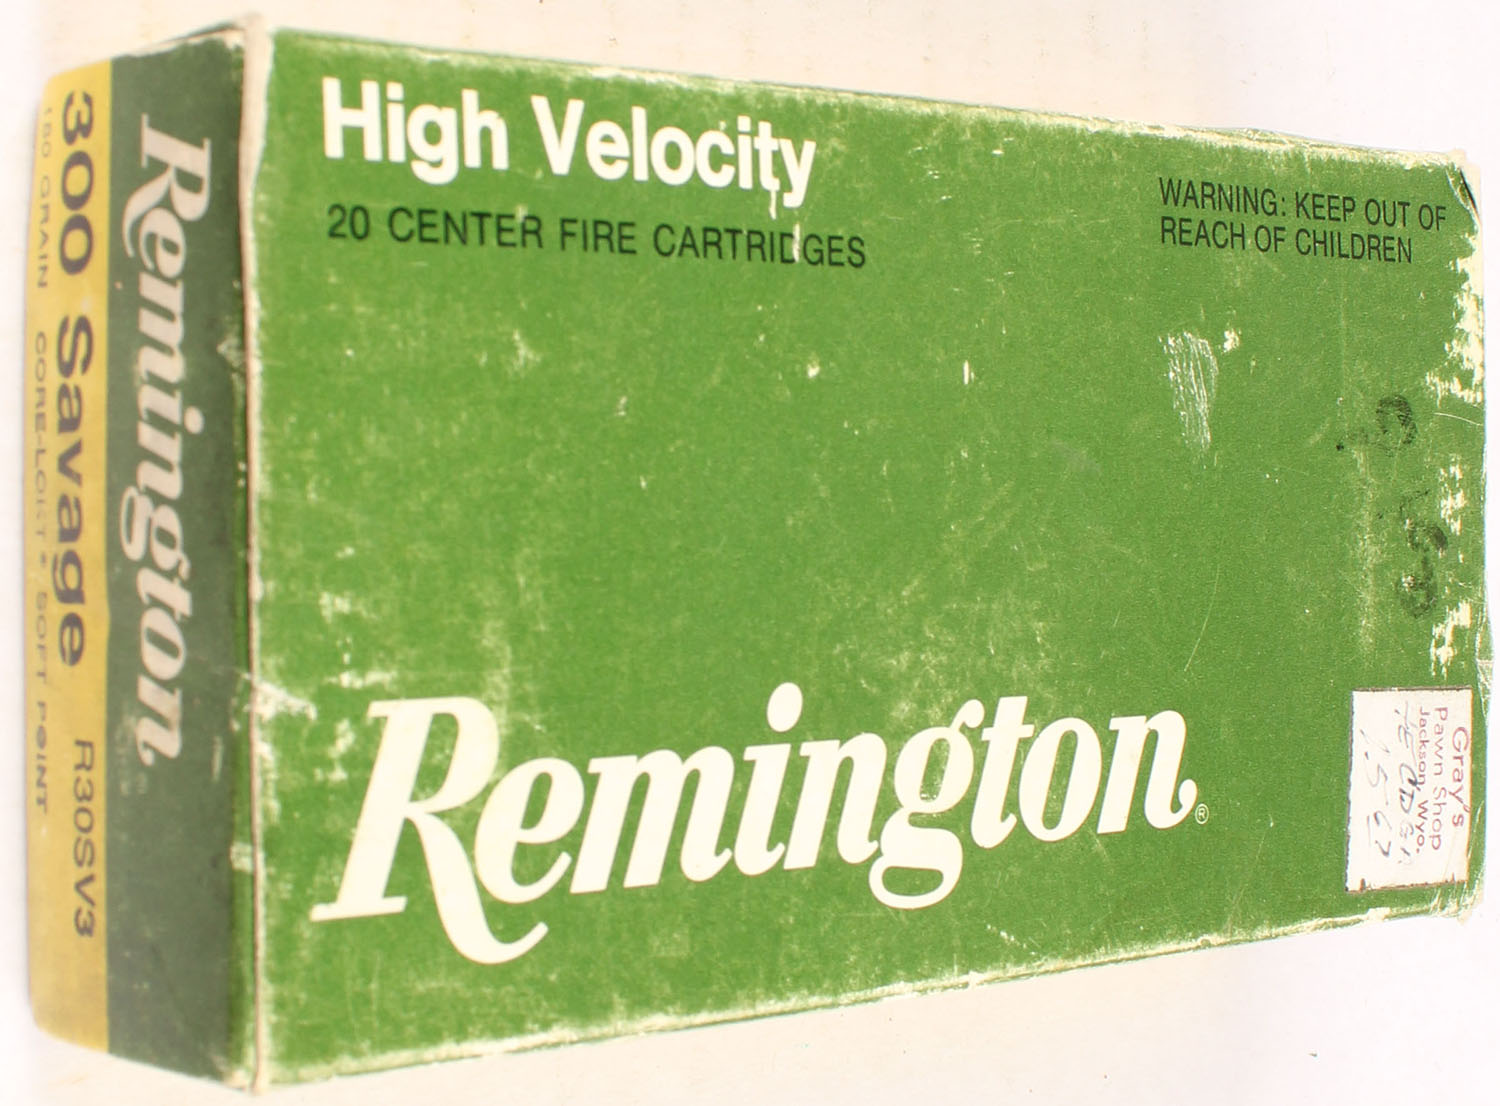 High Velocity
20 CENTER FIRE CARTRIDGES
WARNING: KEEP OUT OF
REACH OF CHILDREN
Remington®
Remington
300 Savage R30SV3
180 GRAIN CORE-LOKT SOFT POINT
Gray's
Pawn Shop
Jackson Wyo.